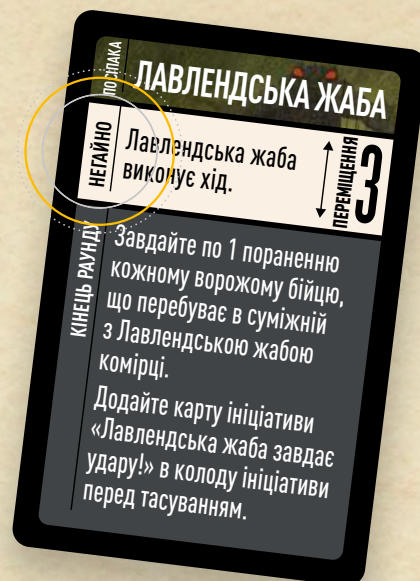 ПОСІПАКА
ЛАВЛЕНДСЬКА ЖАБА
НЕГАЙНО
Лавлендська жаба
виконує хід.
ПЕРЕМІЩЕННЯ
3
КІНЕЦЬ РАУНДУ
Завдайте по 1 пораненню
кожному ворожому бійцю,
що перебуває в суміжній
з Лавлендською жабою
комірці.
Додайте карту ініціативи
«Лавлендська жаба завдає
удару!» в колоду ініціативи
перед тасуванням.